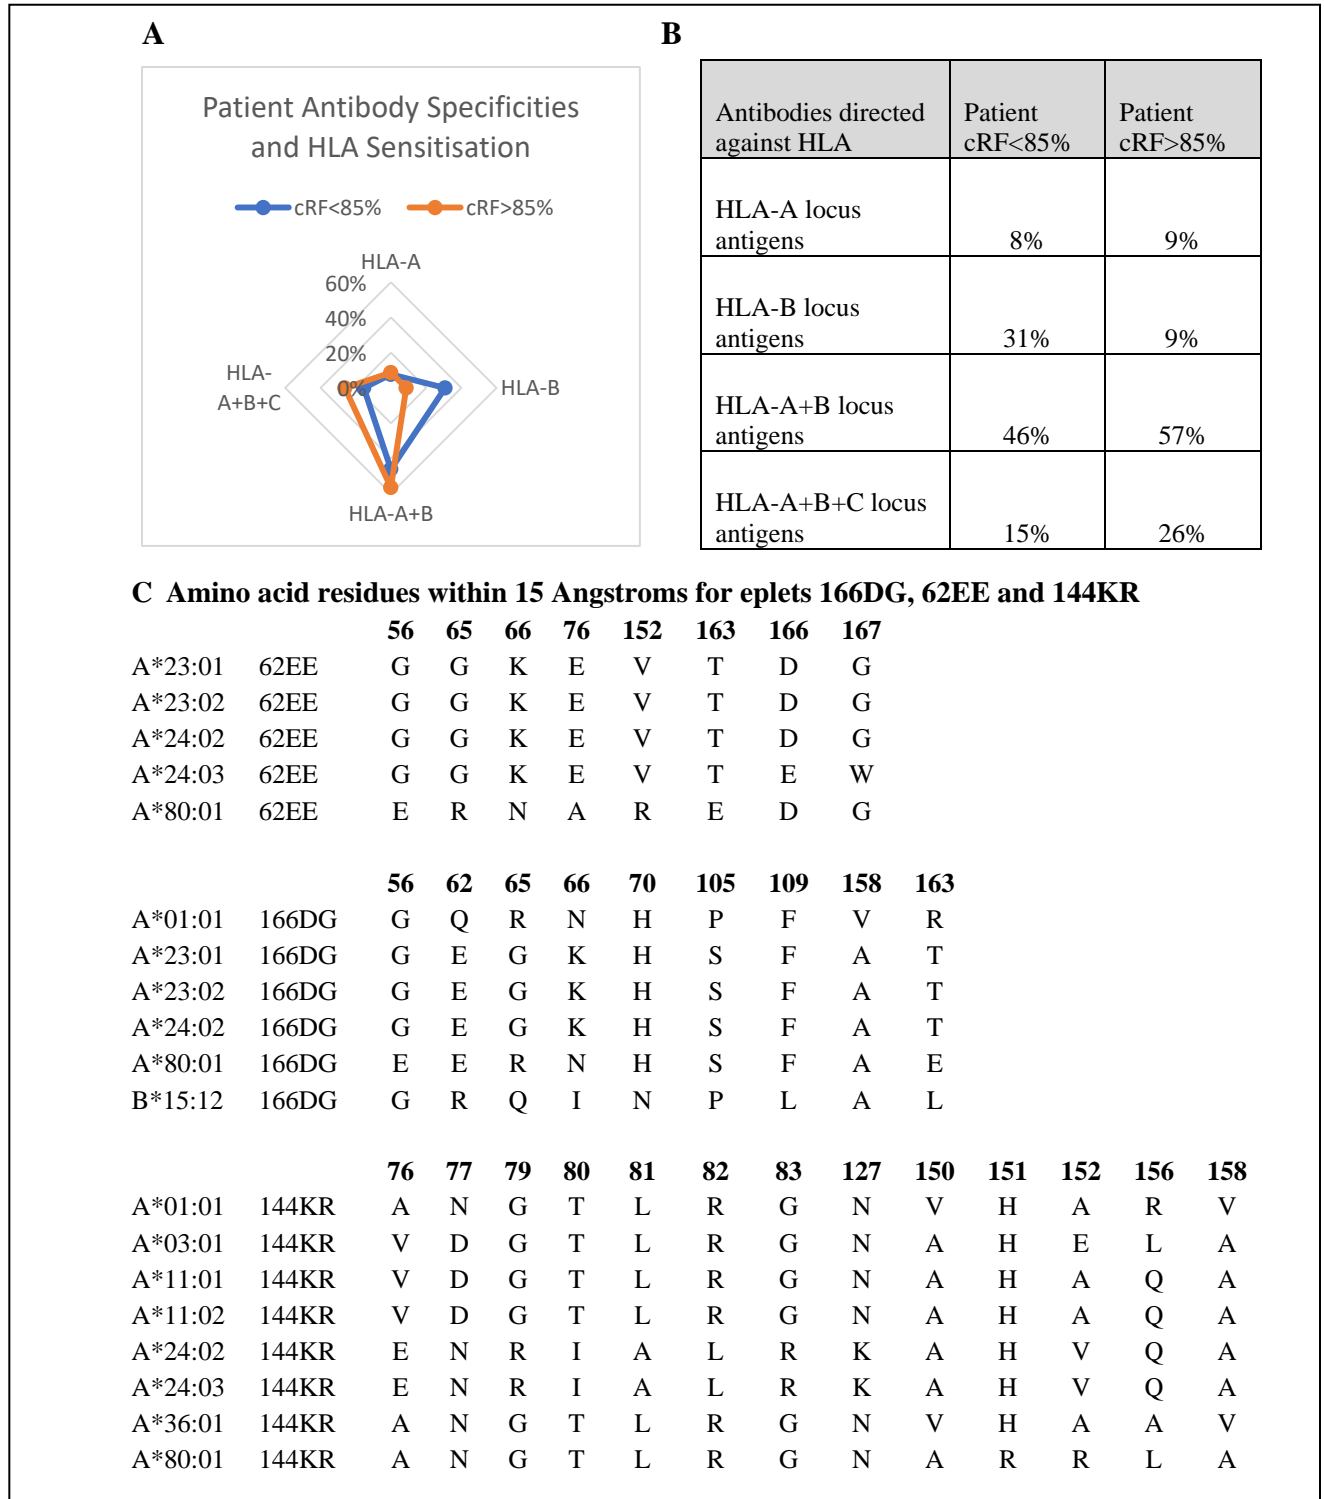 A
B
Patient Antibody Specificities
and HLA Sensitisation
cRF<85% cRF>85%
HLA-A
60%
40%
20%
0%
HLA-
A+B+C
HLA-B
HLA-A+B
Antibodies directed
against HLA
Patient
cRF<85%
Patient
cRF>85%
HLA-A locus
antigens
8% 9%
HLA-B locus
antigens
31% 9%
HLA-A+B locus
antigens
46% 57%
HLA-A+B+C locus
antigens
15% 26%
C Amino acid residues within 15 Angstroms for eplets 166DG, 62EE and 144KR
56 65 66 76 152 163 166 167
A*23:01 62EE G G K E V T D G
A*23:02 62EE G G K E V T D G
A*24:02 62EE G G K E V T D G
A*24:03 62EE G G K E V T E W
A*80:01 62EE E R N A R E D G
56 62 65 66 70 105 109 158 163
A*01:01 166DG G Q R N H P F V R
A*23:01 166DG G E G K H S F A T
A*23:02 166DG G E G K H S F A T
A*24:02 166DG G E G K H S F A T
A*80:01 166DG E E R N H S F A E
B*15:12 166DG G R Q I N P L A L
76 77 79 80 81 82 83 127 150 151 152 156 158
A*01:01 144KR A N G T L R G N V H A R V
A*03:01 144KR V D G T L R G N A H E L A
A*11:01 144KR V D G T L R G N A H A Q A
A*11:02 144KR V D G T L R G N A H A Q A
A*24:02 144KR E N R I A L R K A H V Q A
A*24:03 144KR E N R I A L R K A H V Q A
A*36:01 144KR A N G T L R G N V H A A V
A*80:01 144KR A N G T L R G N A R R L A